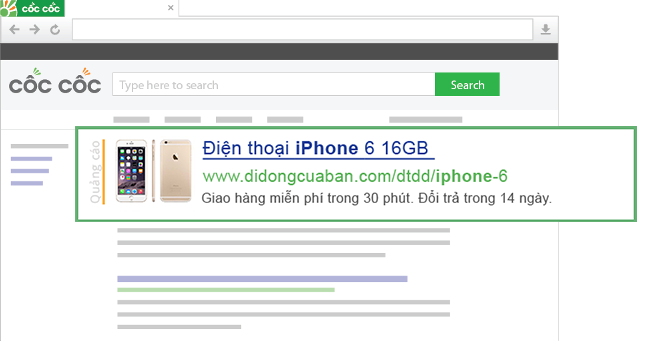 cốc cốc
cốc cốc
Type here to search
Search
Quảng cáo
Điện thoại iPhone 6 16GB
www.didongcuaban.com/dtdd/iphone-6
Giao hàng miễn phí trong 30 phút. Đổi trả trong 14 ngày.